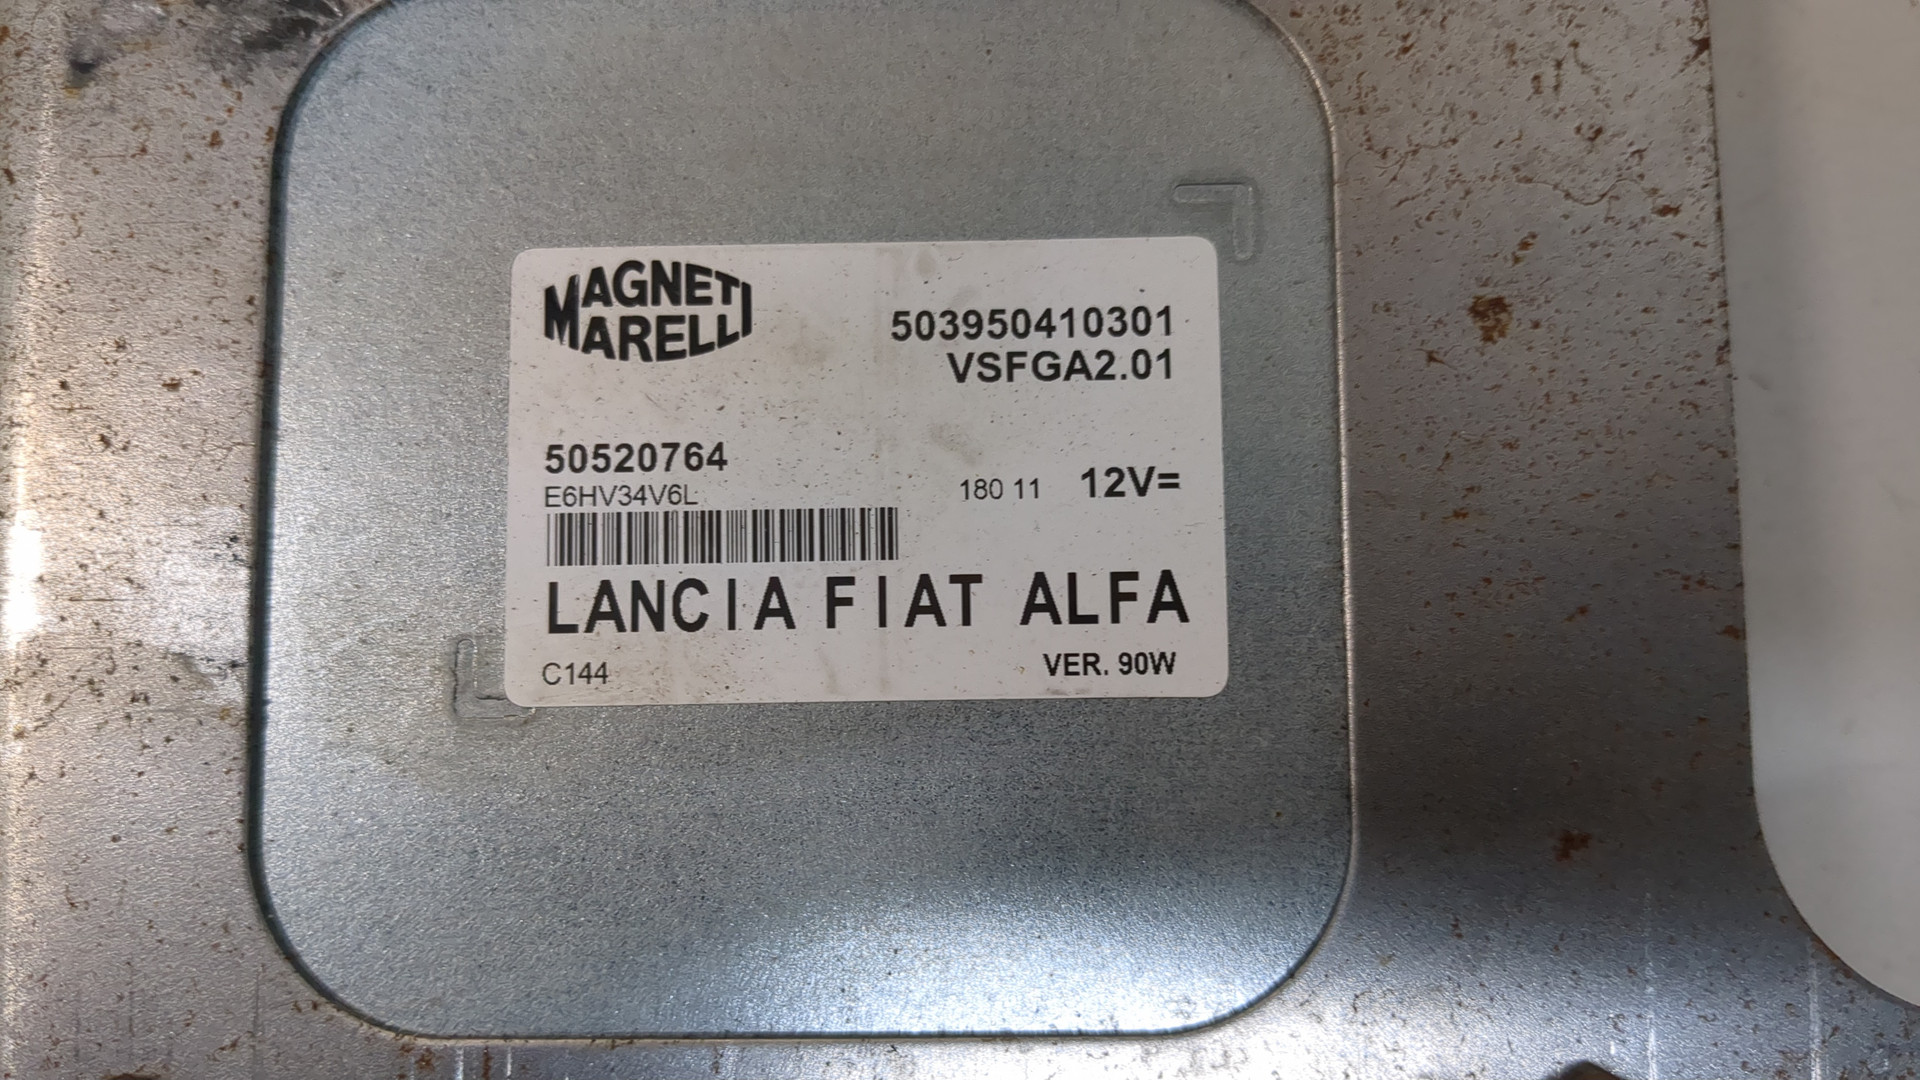 MAGNETI
MARELLI
503950410301
VSFGA2.01
50520764
E6HV34V6L
180 11 12V=
LANCIA FIAT ALFA
C144
VER. 90W